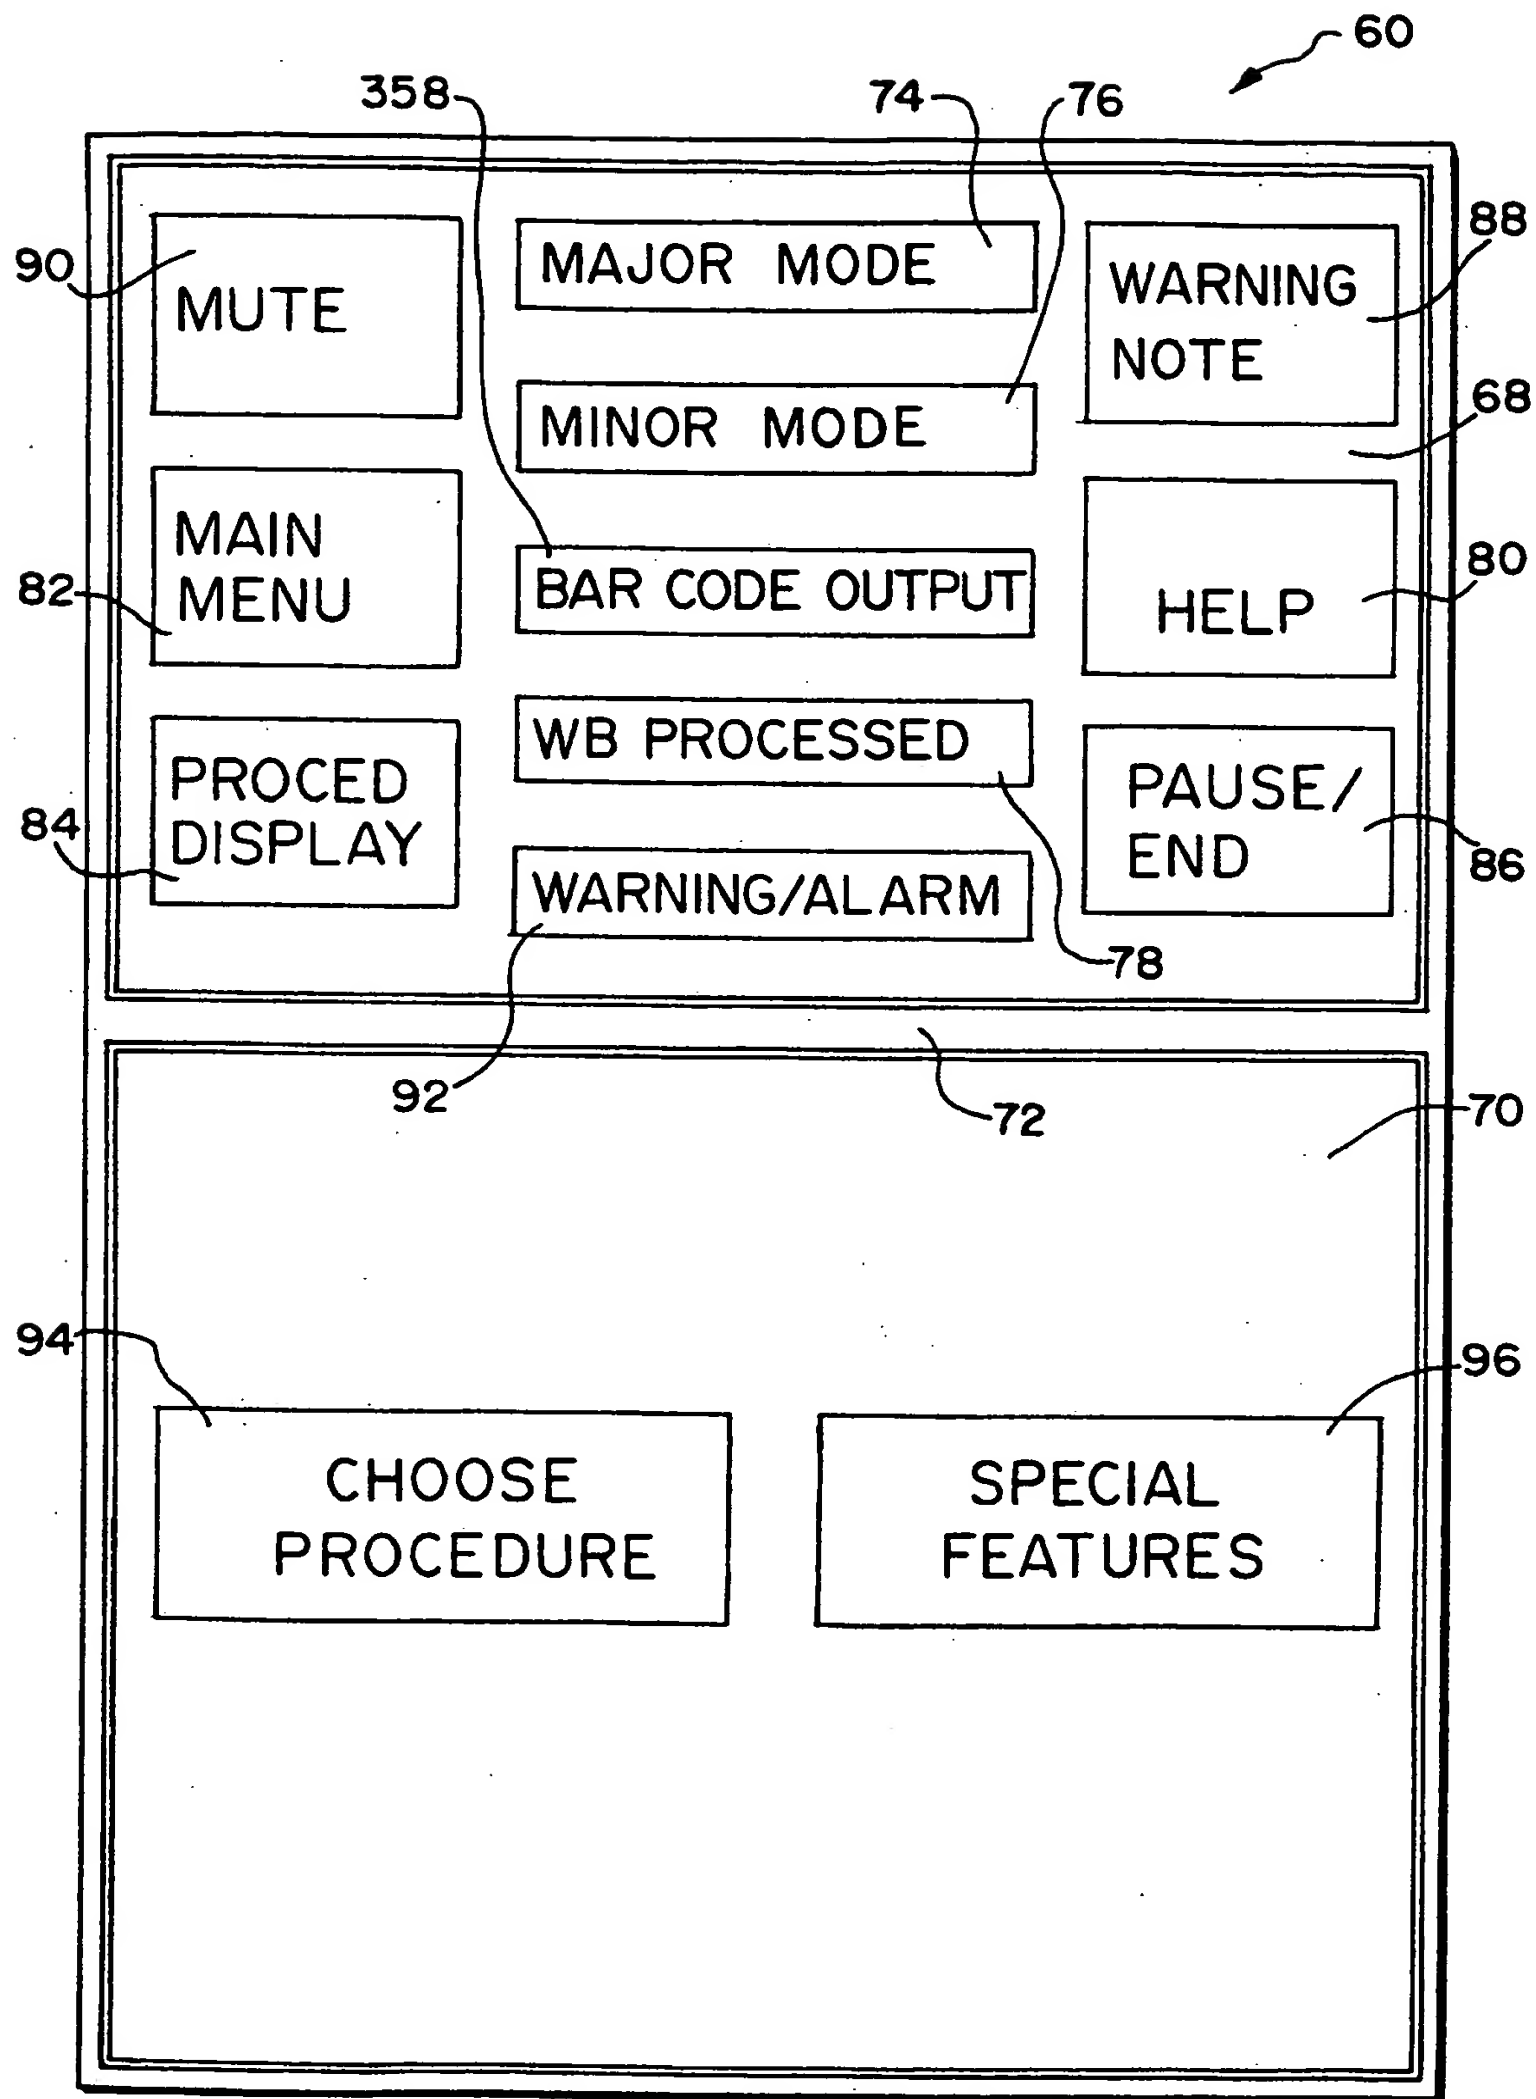 60
358
74
76
88
90
MUTE
MAJOR MODE
WARNING
NOTE
68
MINOR MODE
MAIN
MENU
82
BAR CODE OUTPUT
HELP
80
PROCED
DISPLAY
84
WB PROCESSED
PAUSE/
END
86
WARNING/ALARM
78
92
72
70
94
96
CHOOSE
PROCEDURE
SPECIAL
FEATURES